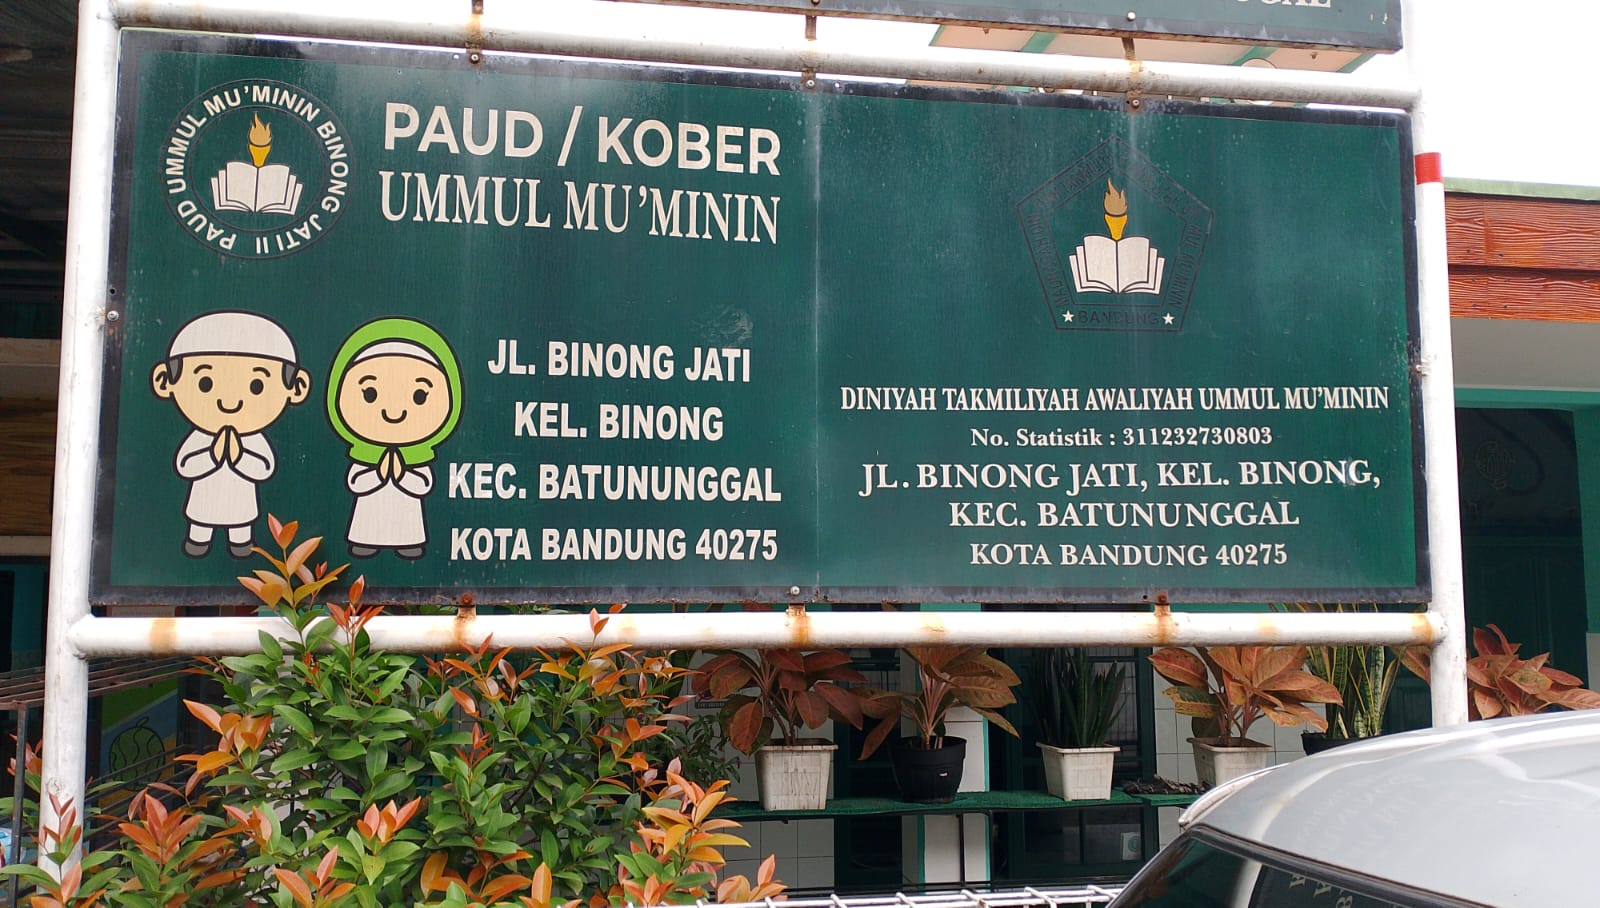 PAUD UMMUL MU'MININ BINONG JATI II
PAUD / KOBER
UMMUL MU'MININ
JL. BINONG JATI
KEL. BINONG
KEC. BATUNUNGGAL
KOTA BANDUNG 40275
BANDUNG
DINIYAH TAKMILIYAH AWALIYAH UMMUL MU'MININ
No. Statistik : 311232730803
JL. BINONG JATI, KEL. BINONG,
KEC. BATUNUNGGAL
KOTA BANDUNG 40275